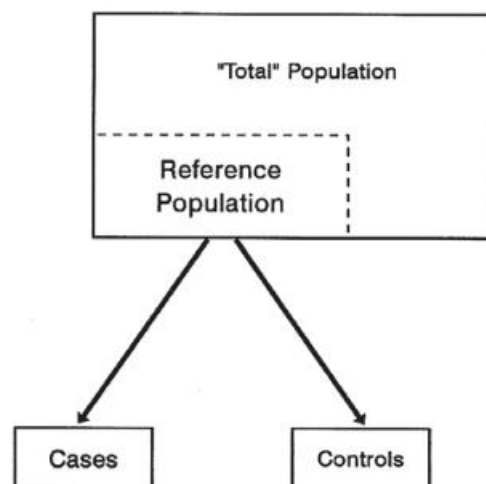 "Total" Population
Reference
Population
Cases
Controls